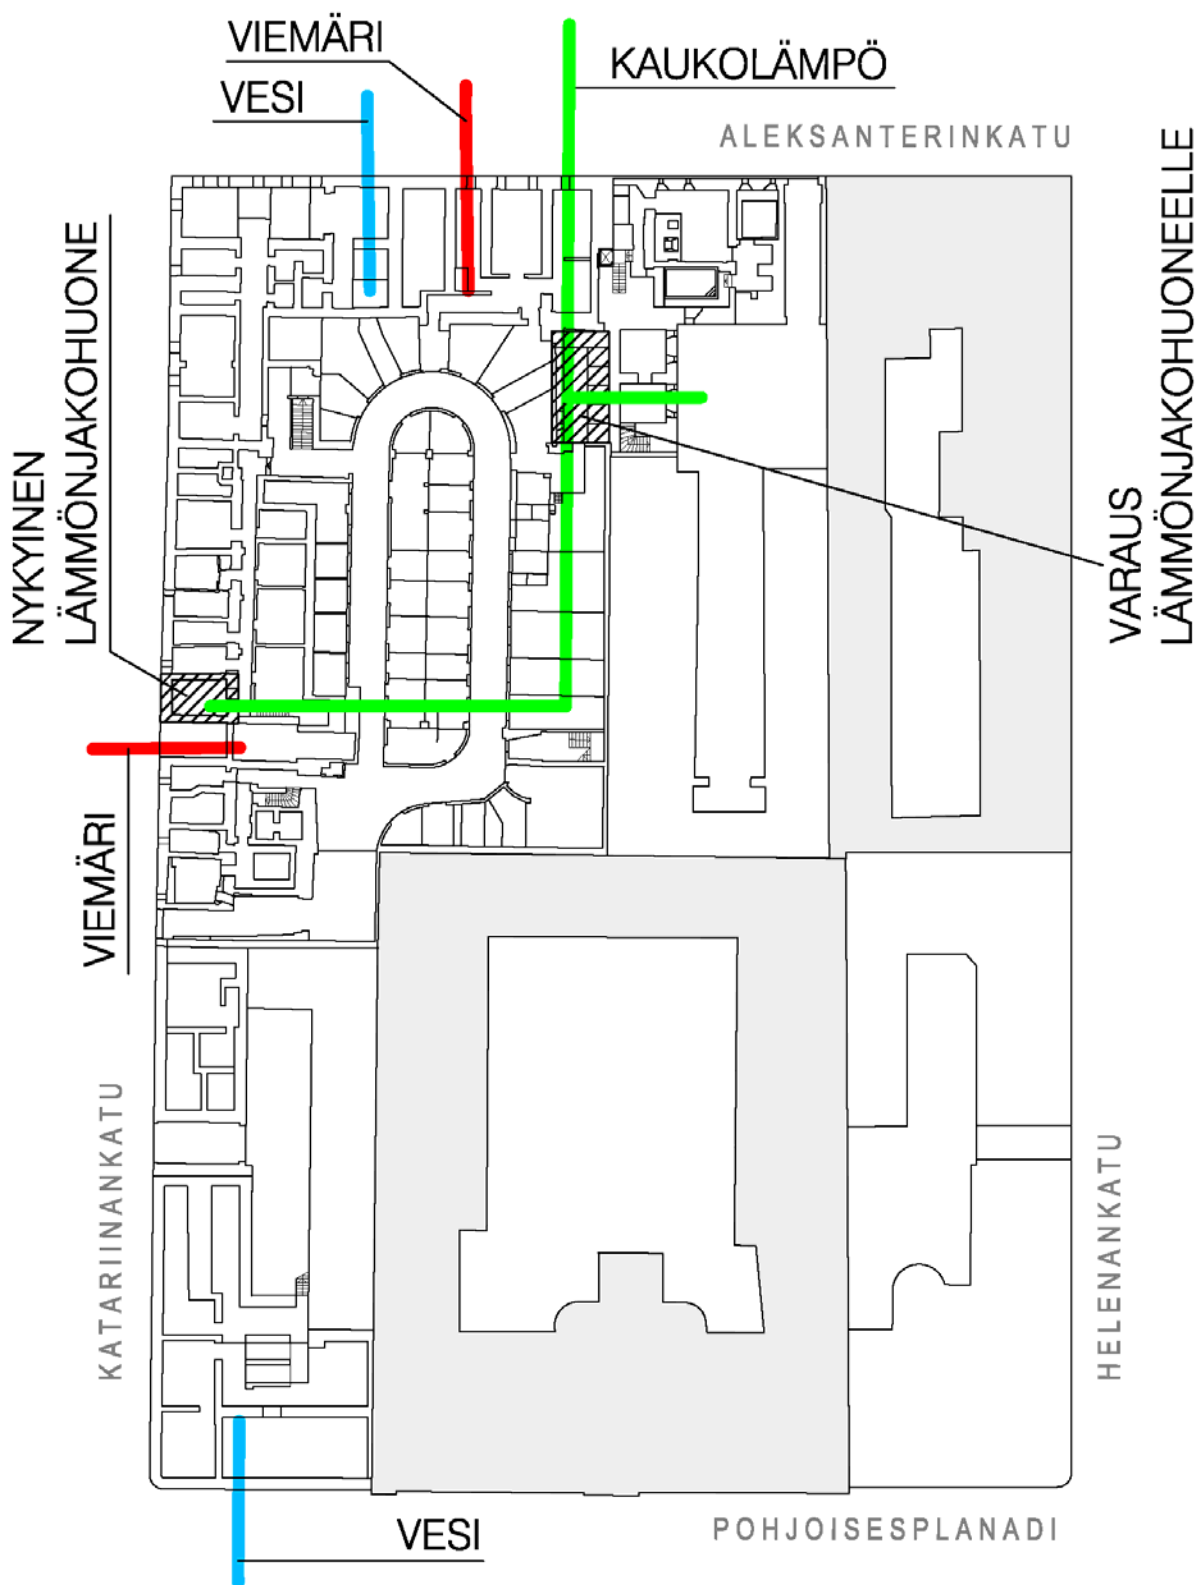 VIEMÄRI
VESI
KAUKOLÄMPÖ
ALEKSANTERINKATU
NYKYINEN
LÄMMÖNJAKOHUONE
VARAUS
LÄMMÖNJAKOHUONEELLE
VIEMÄRI
KATARIINANKATU
HELENANKATU
VESI
POHJOISESPLANADI